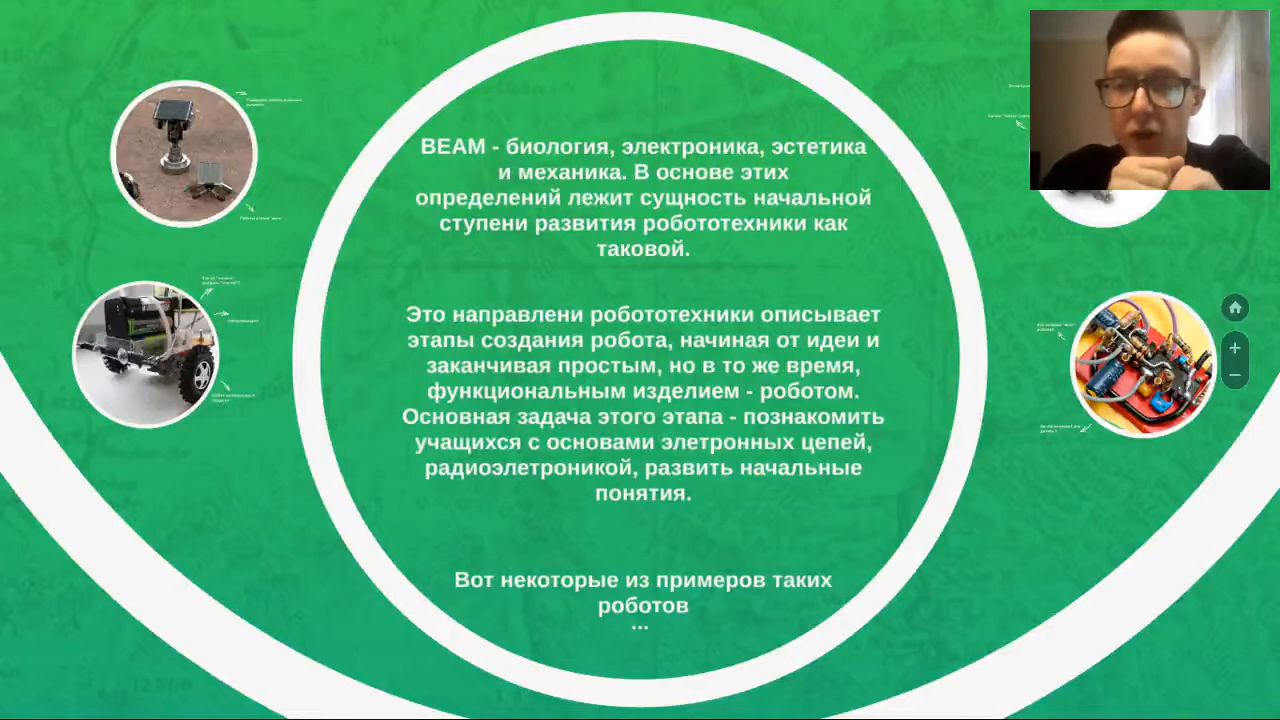 BEAM - биология, электроника, эстетика
и механика. В основе этих
определений лежит сущность начальной
ступени развития робототехники как
таковой.
Это направлени робототехники описывает
этапы создания робота, начиная от идеи и
заканчивая простым, но в то же время,
функциональным изделием - роботом.
Основная задача этого этапа - познакомить
учащихся с основами элетронных цепей,
радиоэлетроникой, развить начальные
понятия.
Вот некоторые из примеров таких
роботов
...